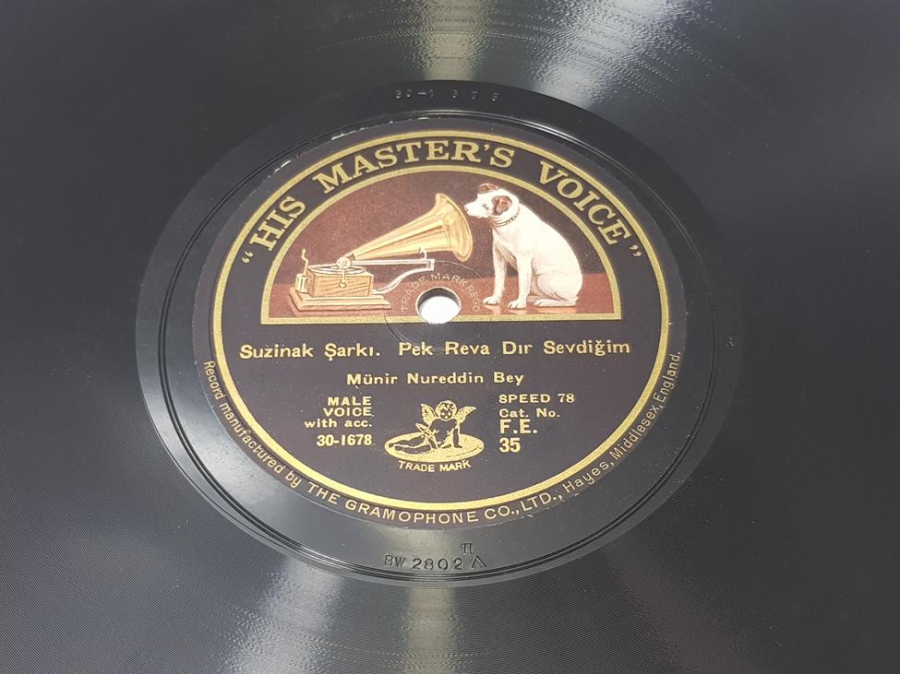 "HIS MASTER'S VOICE"
TRADE MARK REGD
Suzinak Şarkı. Pek Reva Dır Sevdiğim
Münir Nureddin Bey
MALE VOICE. with acc.
30-1678
SPEED 78
Cat. No.
F.E.
35
TRADE MARK
Record manufactured by THE GRAMOPHONE CO., LTD., Hayes, Middlesex, England.
BW 2802 II Δ